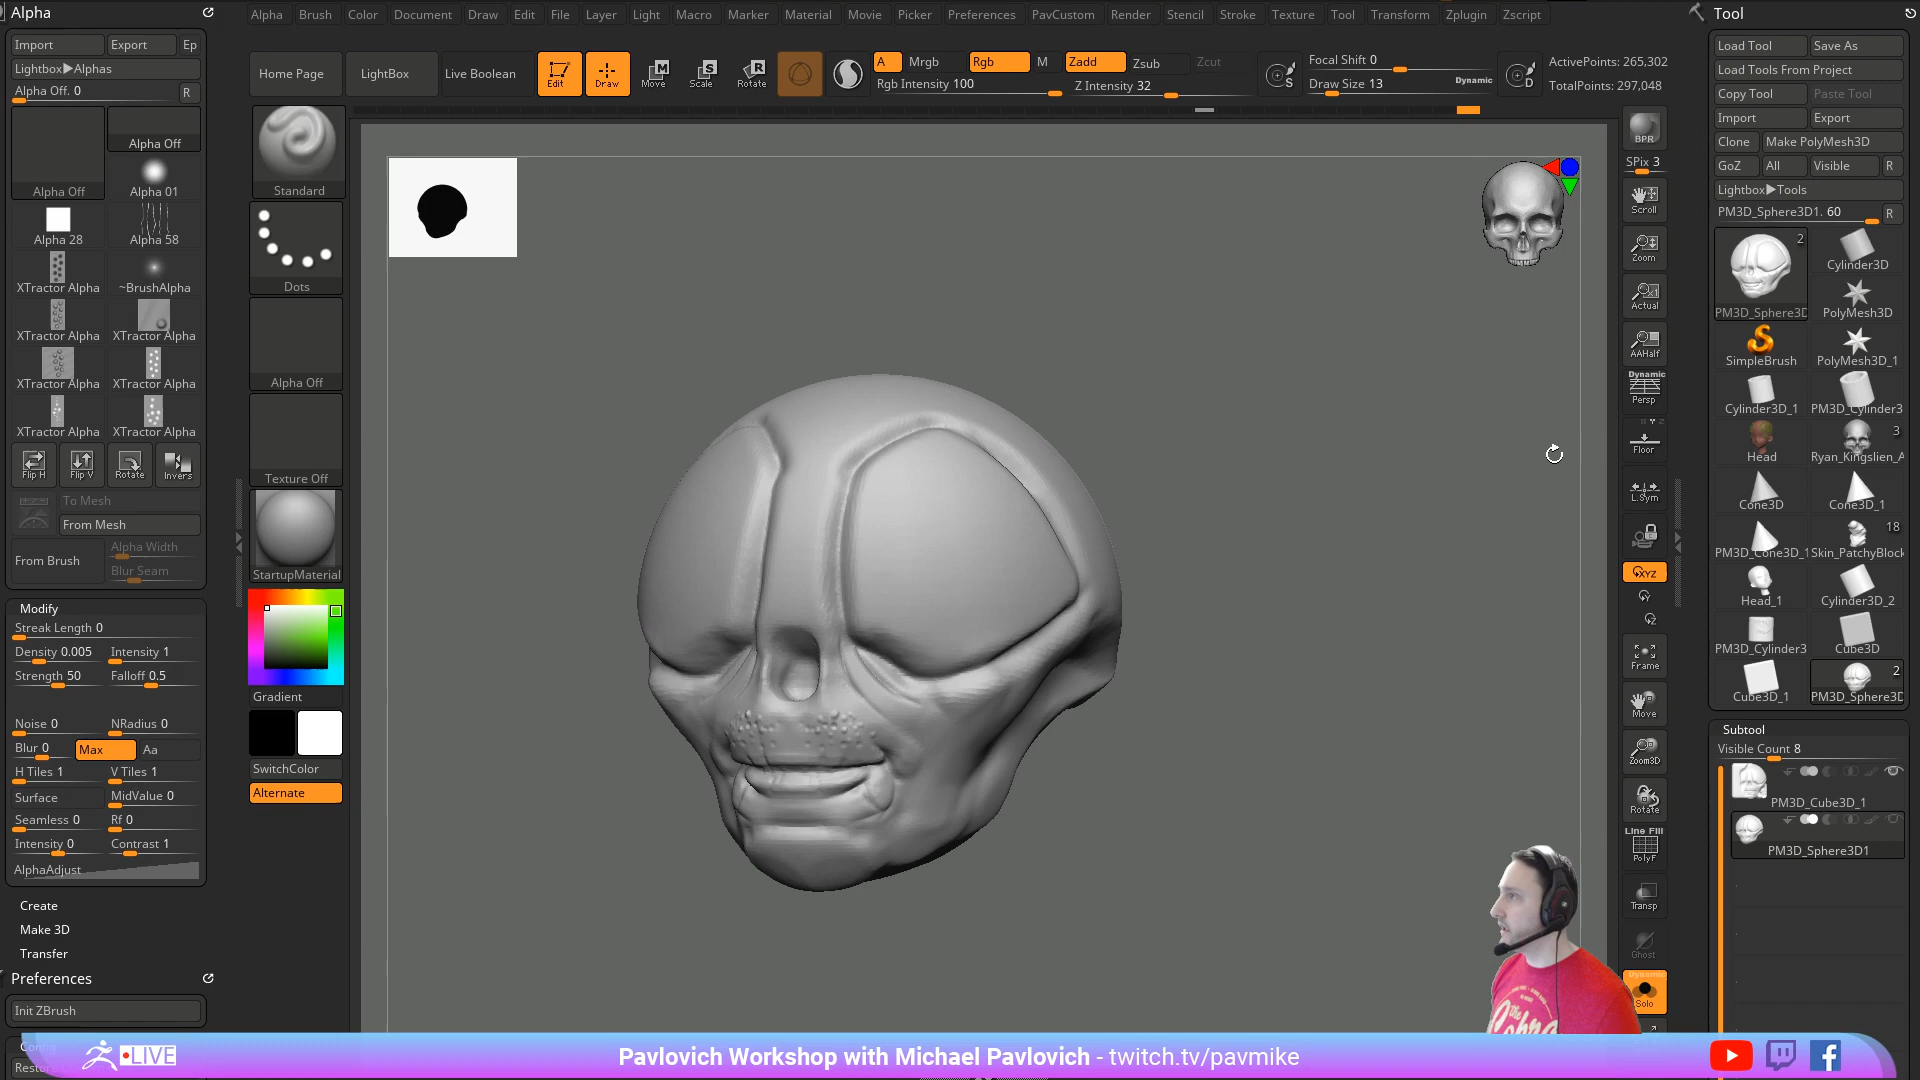 Alpha
Import Export Ep
Lightbox▶Alphas
Alpha Off. 0 R
Alpha Off
Alpha Off
Alpha 01
Alpha 28 Alpha 58
XTractor Alpha ~BrushAlpha
XTractor Alpha XTractor Alpha
XTractor Alpha XTractor Alpha
XTractor Alpha XTractor Alpha
Flip H Flip V Rotate Invers
To Mesh
From Mesh
From Brush
Alpha Width
Blur Seam
Modify
Streak Length 0
Density 0.005 Intensity 1
Strength 50 Falloff 0.5
Noise 0 NRadius 0
Blur 0 Max Aa
H Tiles 1 V Tiles 1
Surface MidValue 0
Seamless 0 Rf 0
Intensity 0 Contrast 1
AlphaAdjust
Create
Make 3D
Transfer
Preferences
Init ZBrush
Alpha Brush Color Document Draw Edit File Layer Light Macro Marker Material Movie Picker Preferences PavCustom Render Stencil Stroke Texture Tool Transform Zplugin Zscript
Home Page LightBox Live Boolean
Edit Draw Move Scale Rotate
A Mrgb Rgb M Zadd Zsub Zcut
Rgb Intensity 100 Z Intensity 32
Focal Shift 0
Draw Size 13 Dynamic
ActivePoints: 265,302
TotalPoints: 297,048
Standard
Dots
Alpha Off
Texture Off
StartupMaterial
Gradient
SwitchColor
Alternate
BPR
SPix 3
Scroll
Zoom
Actual
AAHalf
Dynamic
Persp
Floor
L.Sym
XYZ
Frame
Move
Zoom3D
Rotate
Line Fill
PolyF
Transp
Ghost
Dynamic
Solo
Tool
Load Tool Save As
Load Tools From Project
Copy Tool Paste Tool
Import Export
Clone Make PolyMesh3D
GoZ All Visible R
Lightbox▶Tools
PM3D_Sphere3D1. 60 R
2
PM3D_Sphere3D
Cylinder3D
PolyMesh3D
SimpleBrush PolyMesh3D_1
Cylinder3D_1 PM3D_Cylinder3
3
Head Ryan_Kingslien_A
Cone3D Cone3D_1
18
PM3D_Cone3D_1 Skin_PatchyBlock
Head_1 Cylinder3D_2
PM3D_Cylinder3 Cube3D
2
Cube3D_1 PM3D_Sphere3D
Subtool
Visible Count 8
PM3D_Cube3D_1
PM3D_Sphere3D1
LIVE
Pavlovich Workshop with Michael Pavlovich - twitch.tv/pavmike